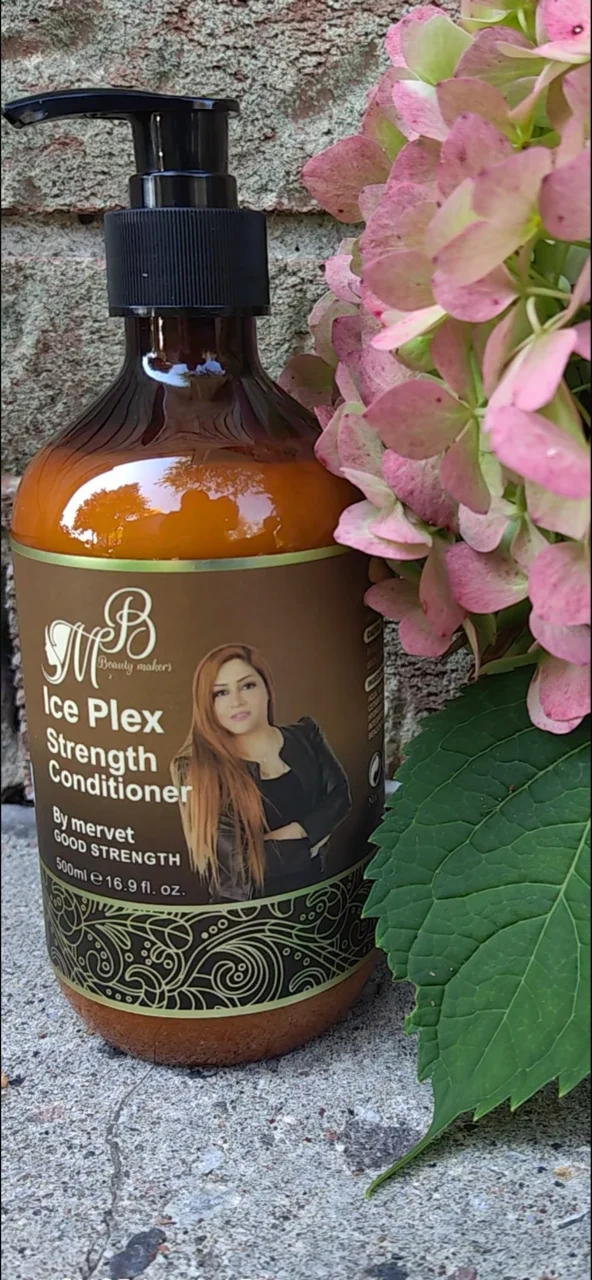 MB
Beauty makers
Ice Plex
Strength
Conditioner
By mervet
GOOD STRENGTH
500ml ℮ 16.9 fl. oz.